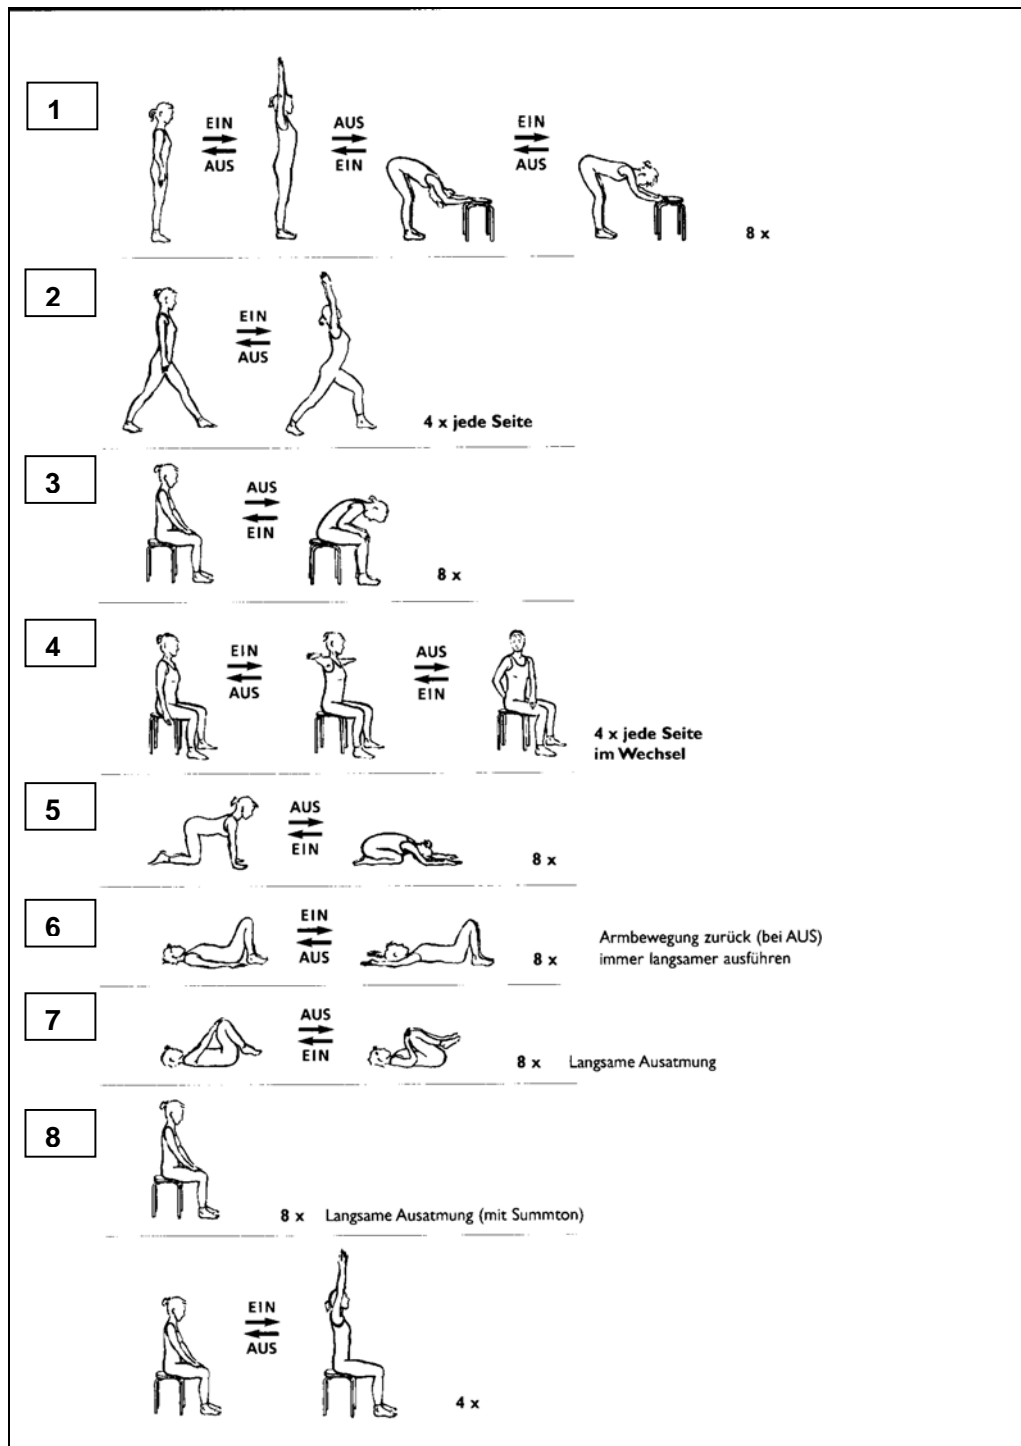 1
EIN
AUS
AUS
EIN
EIN
AUS
8 x
2
EIN
AUS
4 x jede Seite
3
AUS
EIN
8 x
4
EIN
AUS
AUS
EIN
4 x jede Seite
im Wechsel
5
AUS
EIN
8 x
6
EIN
AUS
8 x
Armbewegung zurück (bei AUS)
immer langsamer ausführen
7
AUS
EIN
8 x Langsame Ausatmung
8
8 x Langsame Ausatmung (mit Summton)
EIN
AUS
4 x